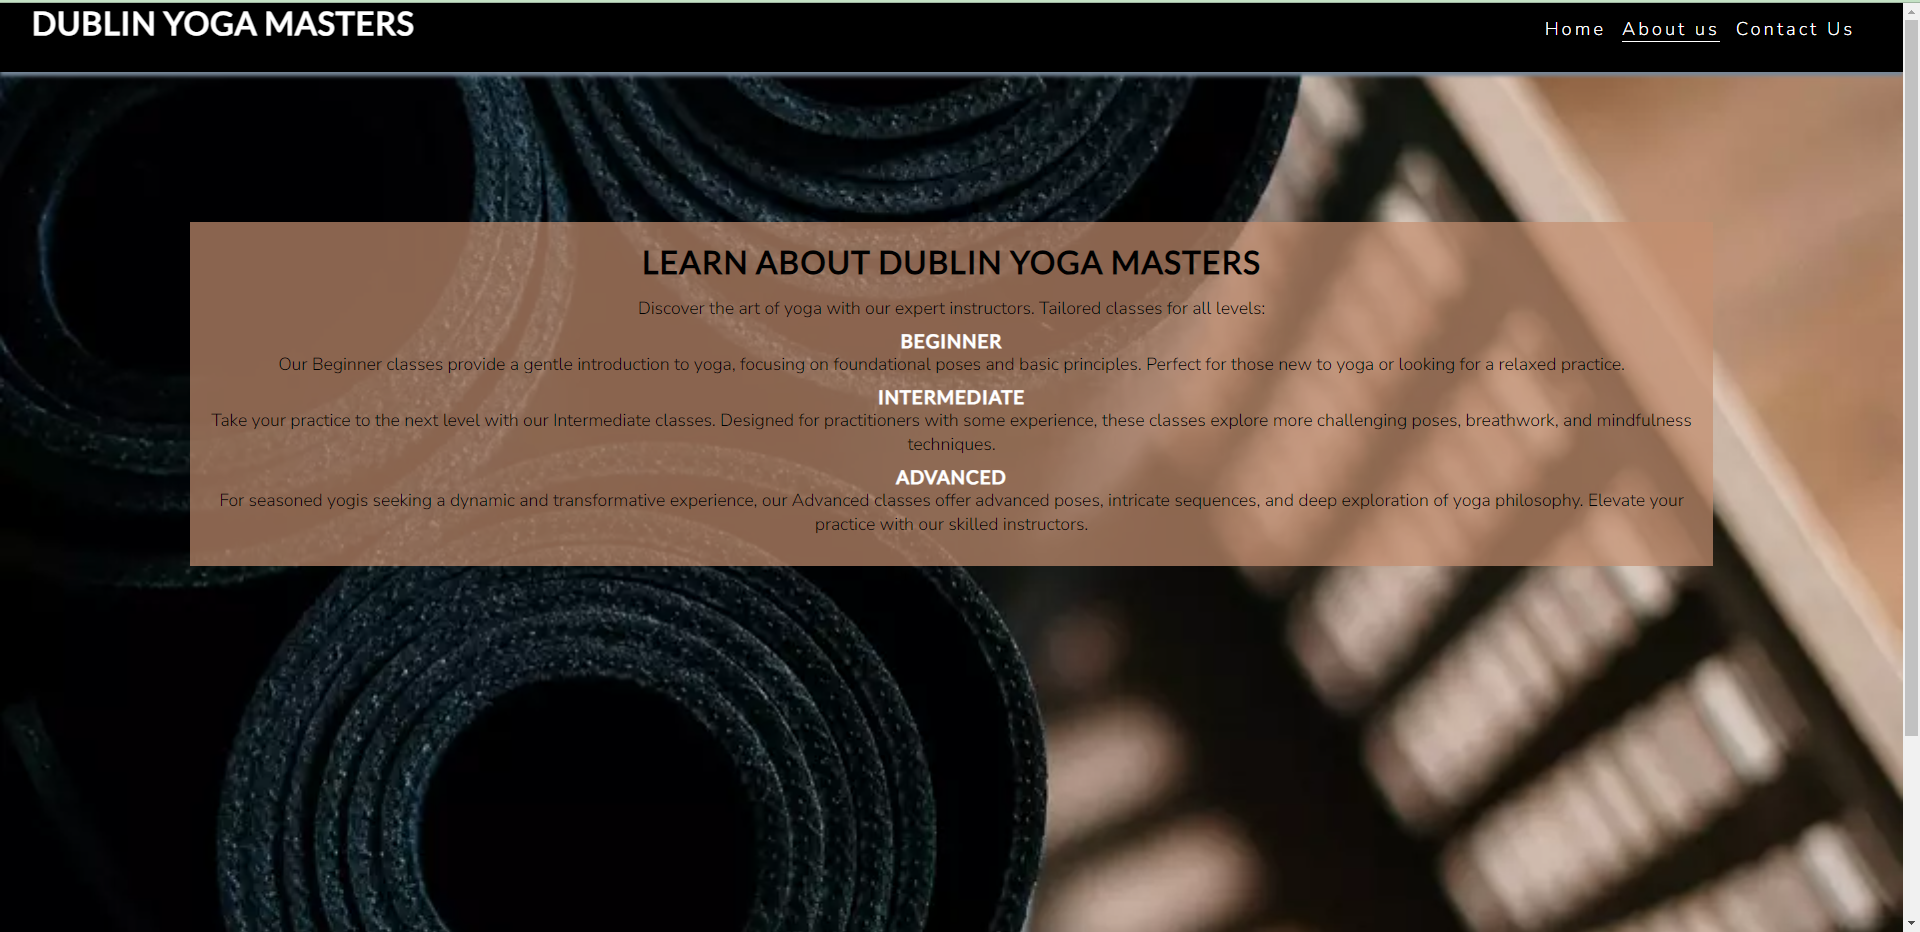 DUBLIN YOGA MASTERS
Home About us Contact Us
LEARN ABOUT DUBLIN YOGA MASTERS
Discover the art of yoga with our expert instructors. Tailored classes for all levels:
BEGINNER
Our Beginner classes provide a gentle introduction to yoga, focusing on foundational poses and basic principles. Perfect for those new to yoga or looking for a relaxed practice.
INTERMEDIATE
Take your practice to the next level with our Intermediate classes. Designed for practitioners with some experience, these classes explore more challenging poses, breathwork, and mindfulness
techniques.
ADVANCED
For seasoned yogis seeking a dynamic and transformative experience, our Advanced classes offer advanced poses, intricate sequences, and deep exploration of yoga philosophy. Elevate your
practice with our skilled instructors.